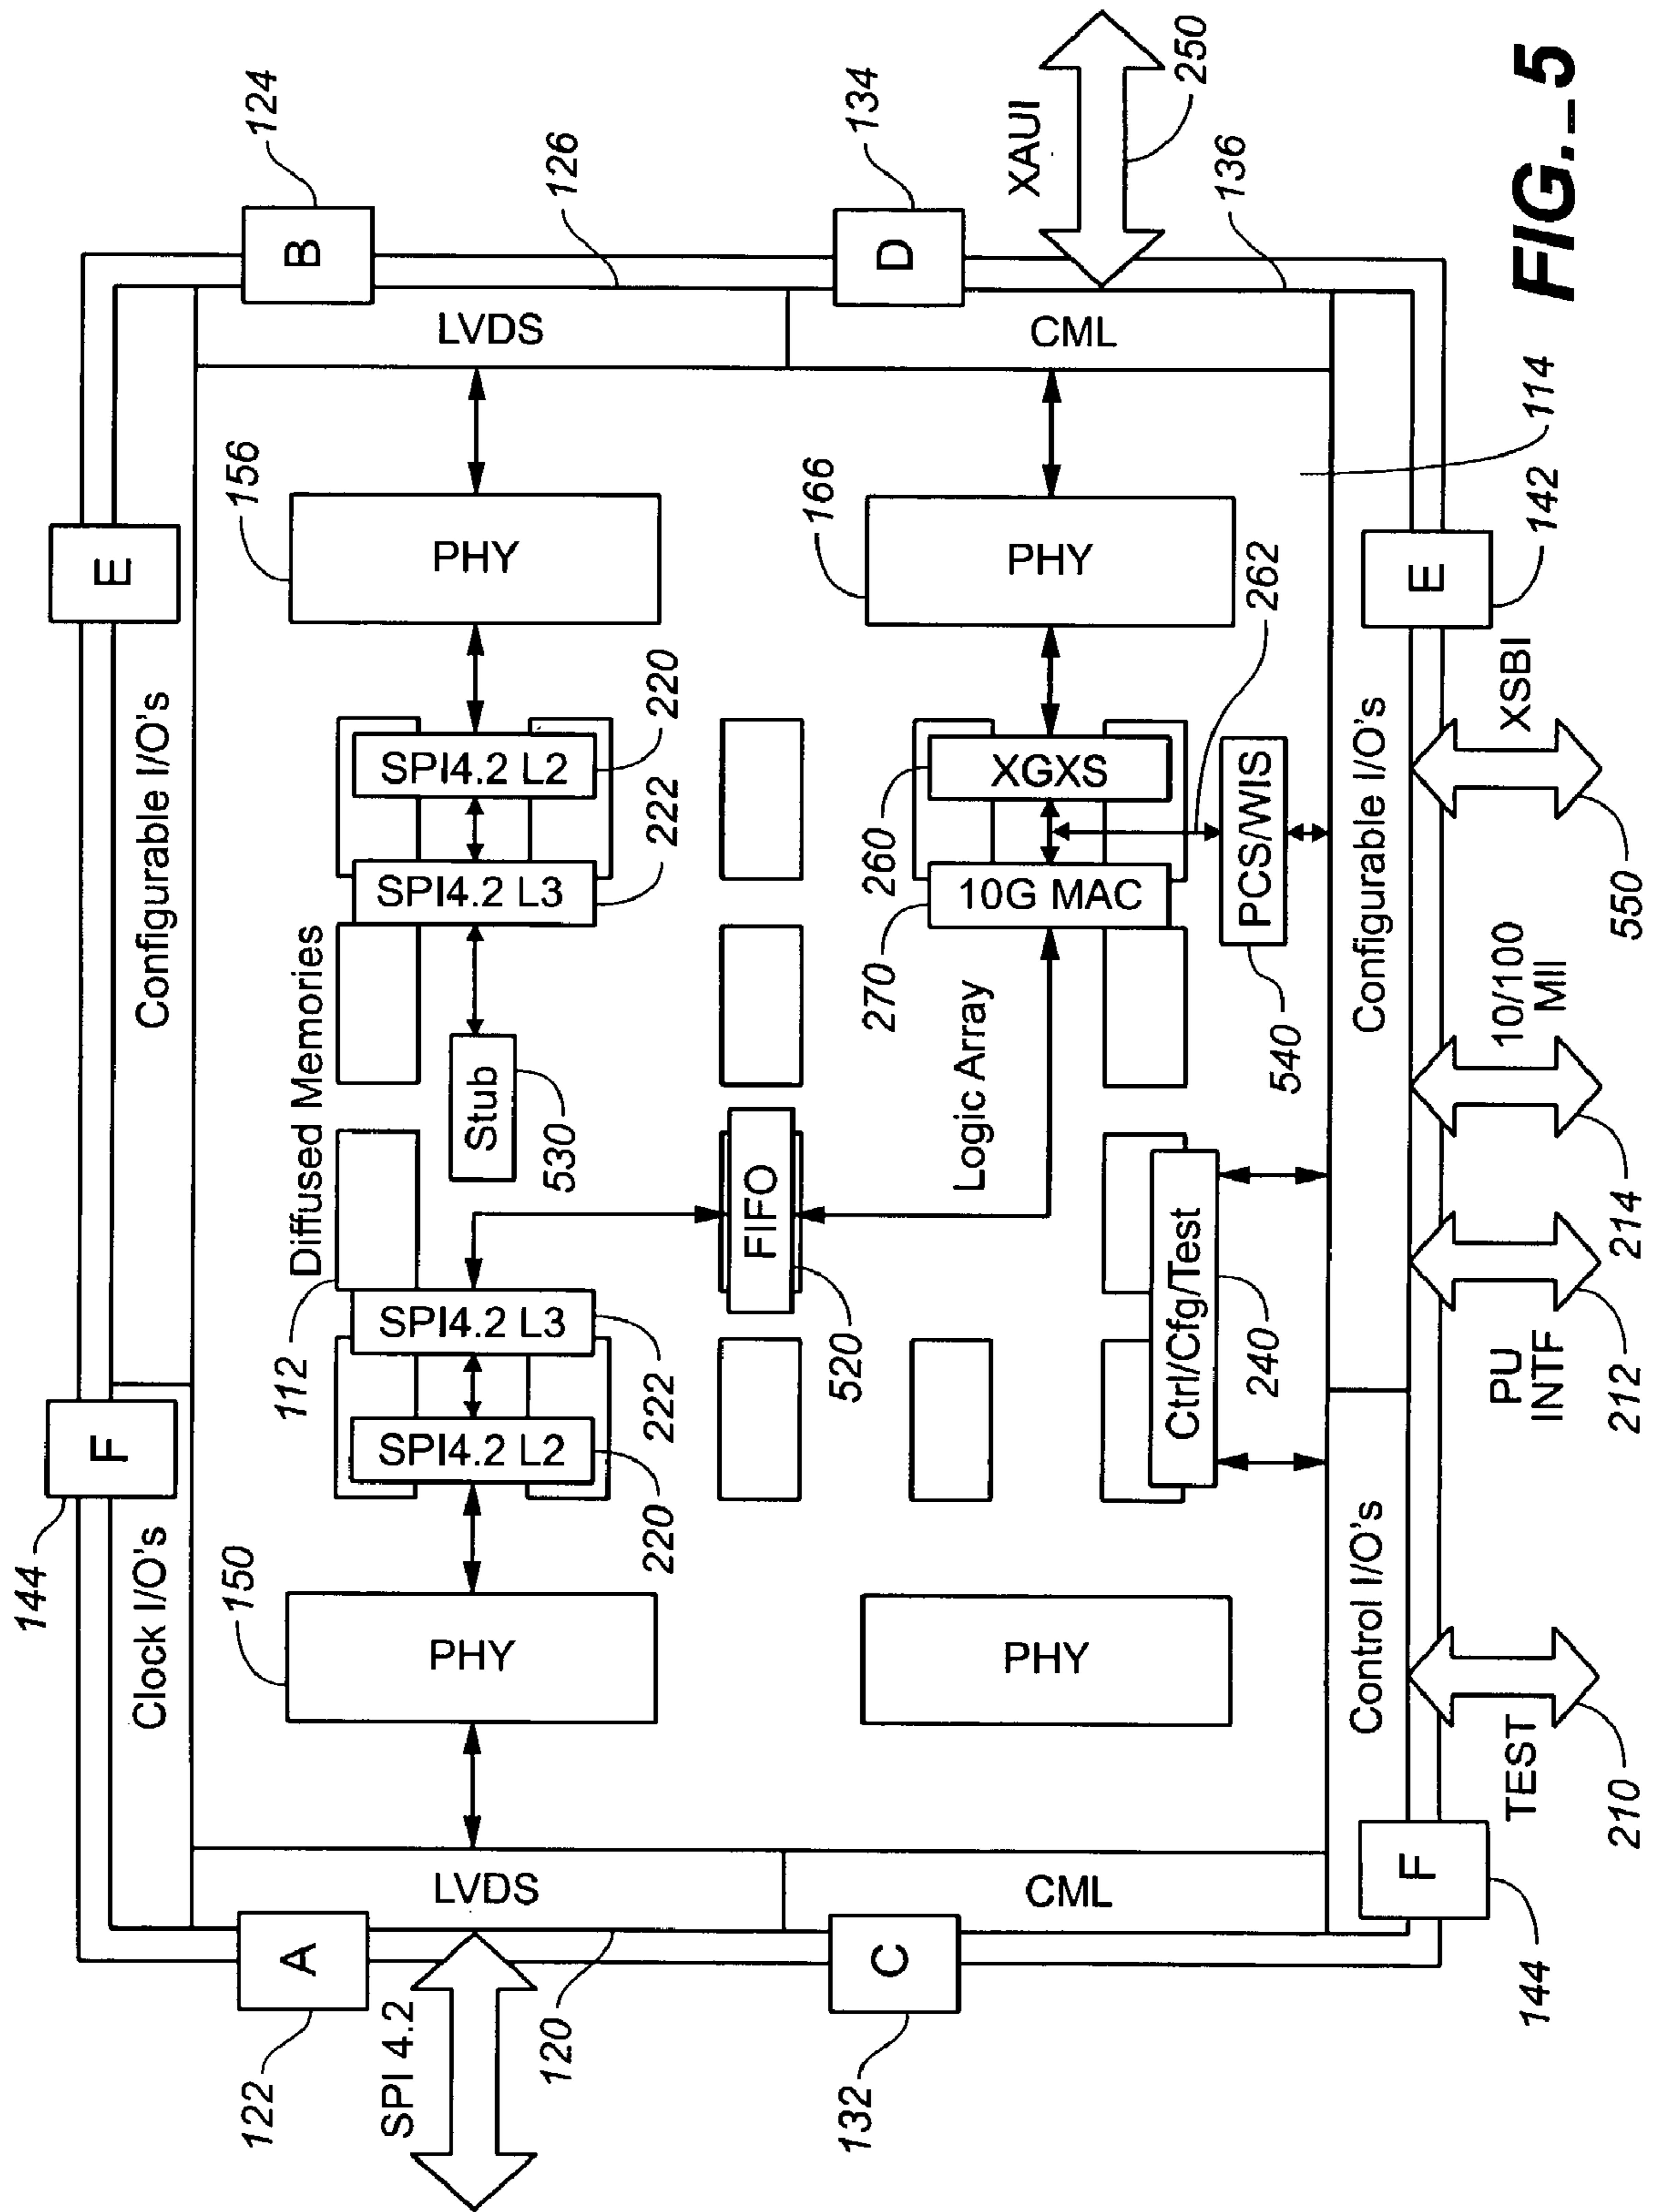 144
F
E
B
124
Clock I/O's
Configurable I/O's
122
A
LVDS
LVDS
126
SPI 4.2
120
150
PHY
112
Diffused Memories
SPI4.2 L2
220
SPI4.2 L3
222
Stub
530
SPI4.2 L3
222
SPI4.2 L2
220
156
PHY
FIFO
520
Logic Array
132
C
CML
PHY
270
10G MAC
260
XGXS
166
PHY
262
CML
D
134
XAUI
250
136
Ctrl/Cfg/Test
240
540
PCS/WIS
114
Control I/O's
Configurable I/O's
144
F
TEST
210
PU
INTF
212
10/100
MII
214
XSBI
550
E
142
FIG._5